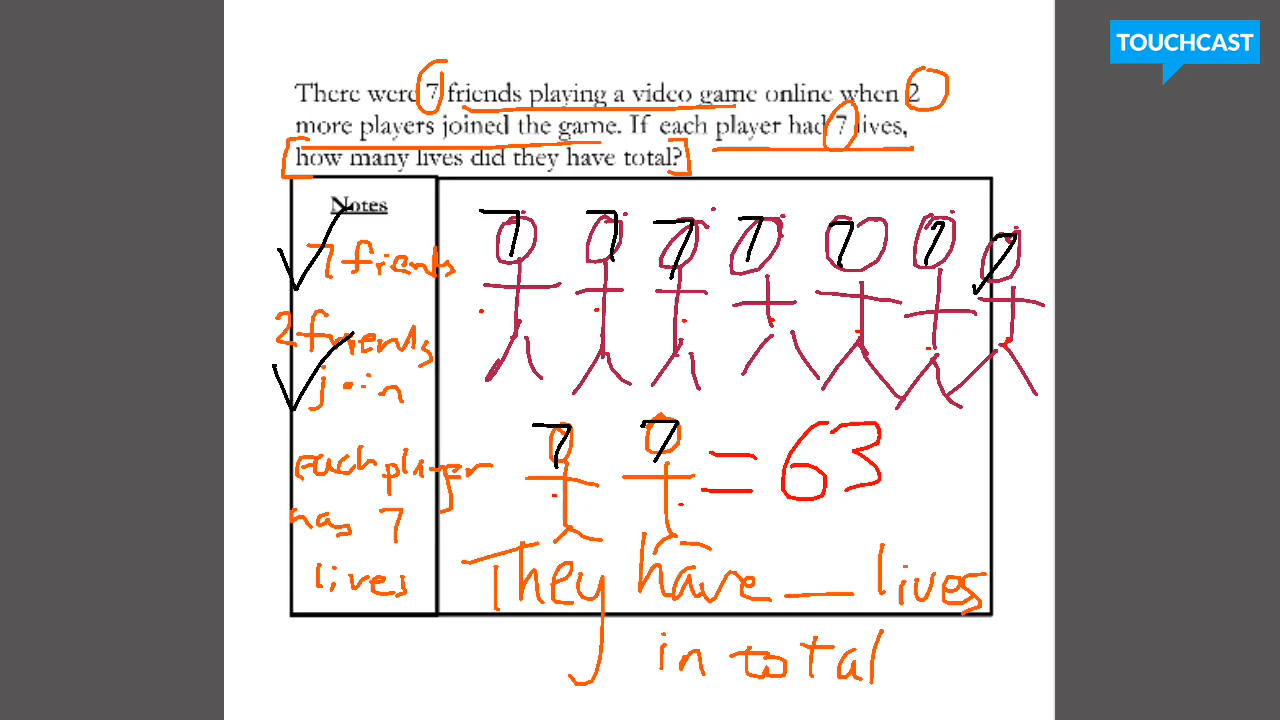 TOUCHCAST
There were 7 friends playing a video game online when 2
more players joined the game. If each player had 7 lives,
how many lives did they have total?
Notes
7 frients
2 friends
join
each player
has 7
lives
7 7 7 7 7 7 7
7 7 = 63
They have __ lives
in total